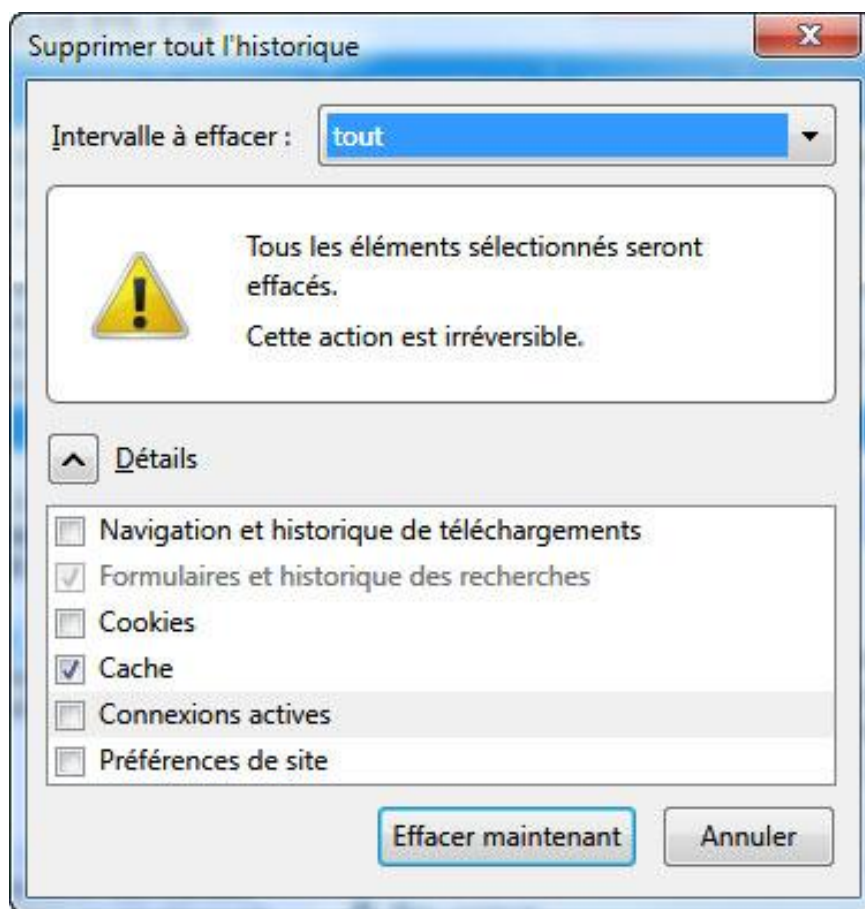 Supprimer tout l'historique
Intervalle à effacer : tout
Tous les éléments sélectionnés seront
effacés.
Cette action est irréversible.
Détails
Navigation et historique de téléchargements
Formulaires et historique des recherches
Cookies
Cache
Connexions actives
Préférences de site
Effacer maintenant Annuler